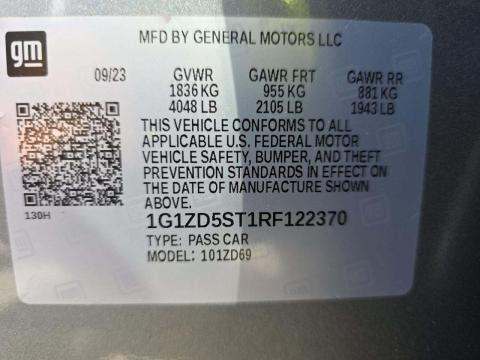 gm
MFD BY GENERAL MOTORS LLC
09/23 GVWR GAWR FRT GAWR RR
1836 KG 955 KG 881 KG
4048 LB 2105 LB 1943 LB
THIS VEHICLE CONFORMS TO ALL
APPLICABLE U.S. FEDERAL MOTOR
VEHICLE SAFETY, BUMPER, AND THEFT
PREVENTION STANDARDS IN EFFECT ON
THE DATE OF MANUFACTURE SHOWN
ABOVE.
130H
1G1ZD5ST1RF122370
TYPE: PASS CAR
MODEL: 101ZD69